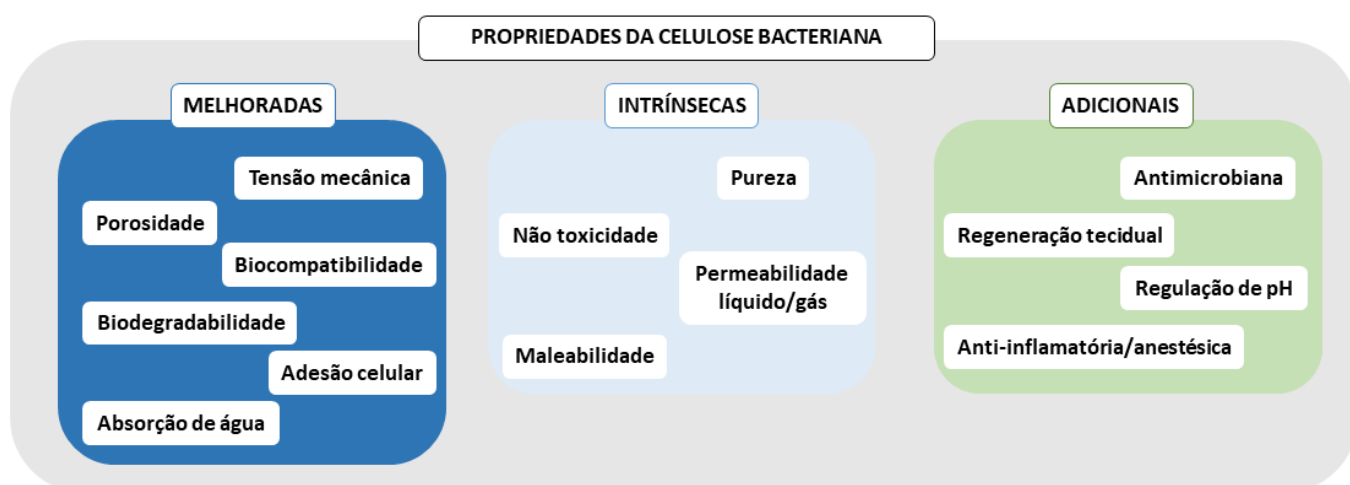 PROPRIEDADES DA CELULOSE BACTERIANA
MELHORADAS
Tensão mecânica
Porosidade
Biocompatibilidade
Biodegradabilidade
Adesão celular
Absorção de água
INTRÍNSECAS
Pureza
Não toxicidade
Permeabilidade
líquido/gás
Maleabilidade
ADICIONAIS
Antimicrobiana
Regeneração tecidual
Regulação de pH
Anti-inflamatória/anestésica